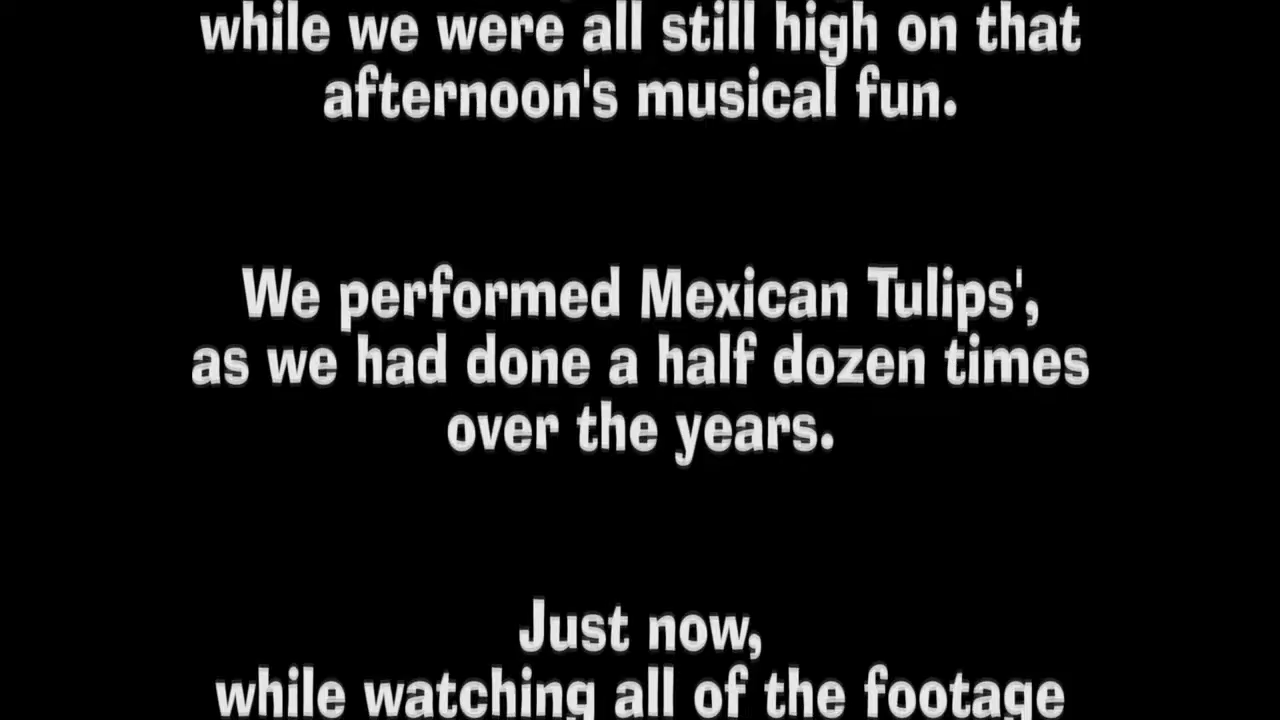 while we were all still high on that
afternoon's musical fun.
We performed Mexican Tulips',
as we had done a half dozen times
over the years.
Just now,
while watching all of the footage